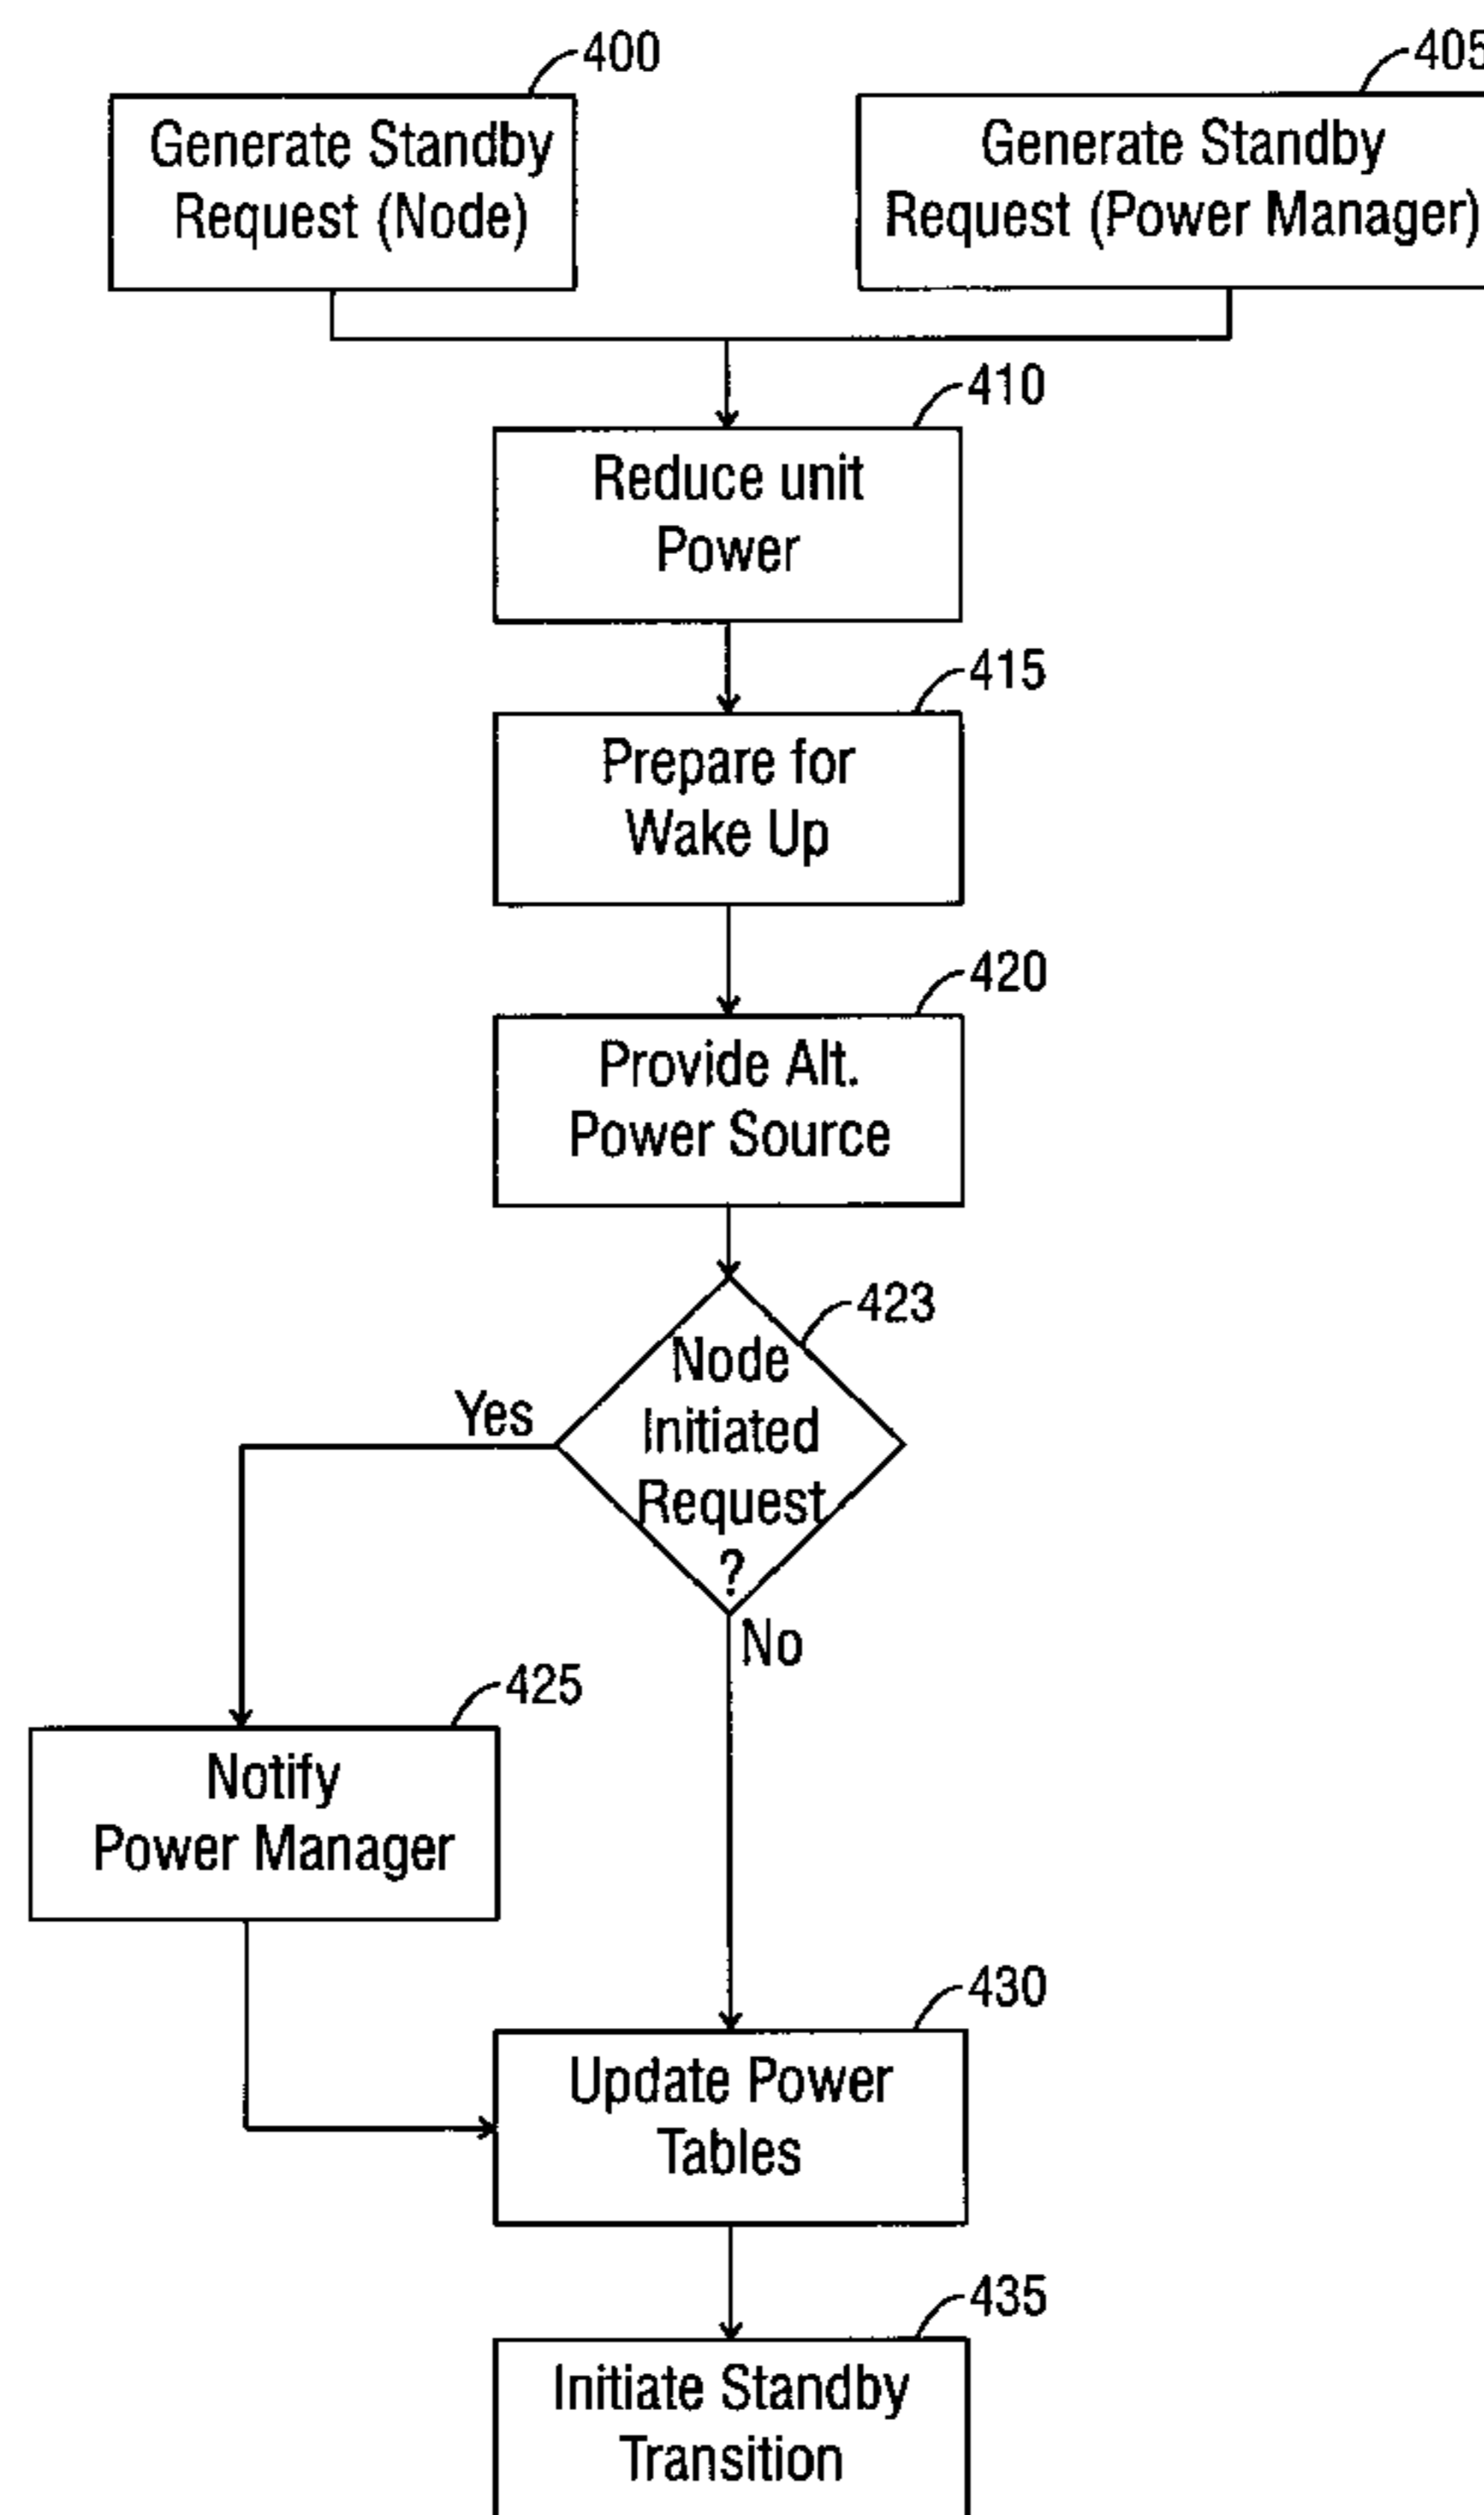 400
Generate Standby
Request (Node)
405
Generate Standby
Request (Power Manager)
410
Reduce unit
Power
415
Prepare for
Wake Up
420
Provide Alt.
Power Source
423
Node
Initiated
Request
?
Yes
No
425
Notify
Power Manager
430
Update Power
Tables
435
Initiate Standby
Transition